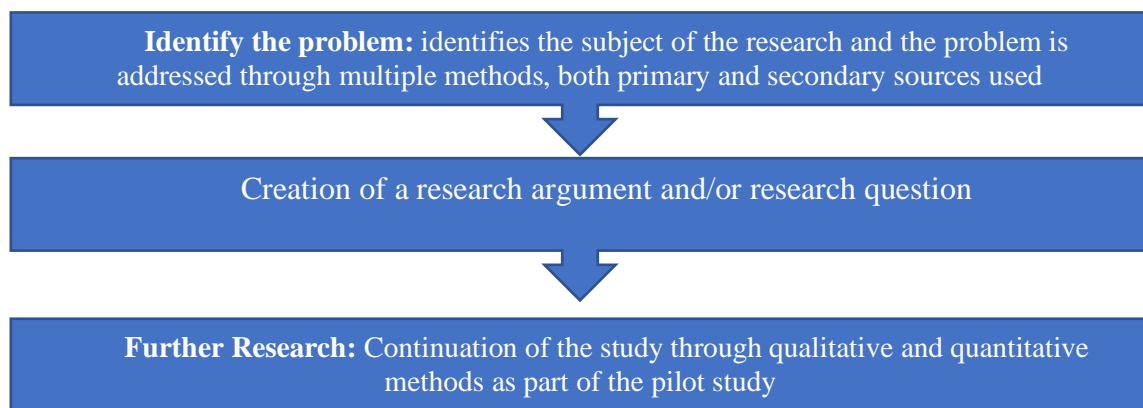 Identify the problem: identifies the subject of the research and the problem is
addressed through multiple methods, both primary and secondary sources used
Creation of a research argument and/or research question
Further Research: Continuation of the study through qualitative and quantitative
methods as part of the pilot study